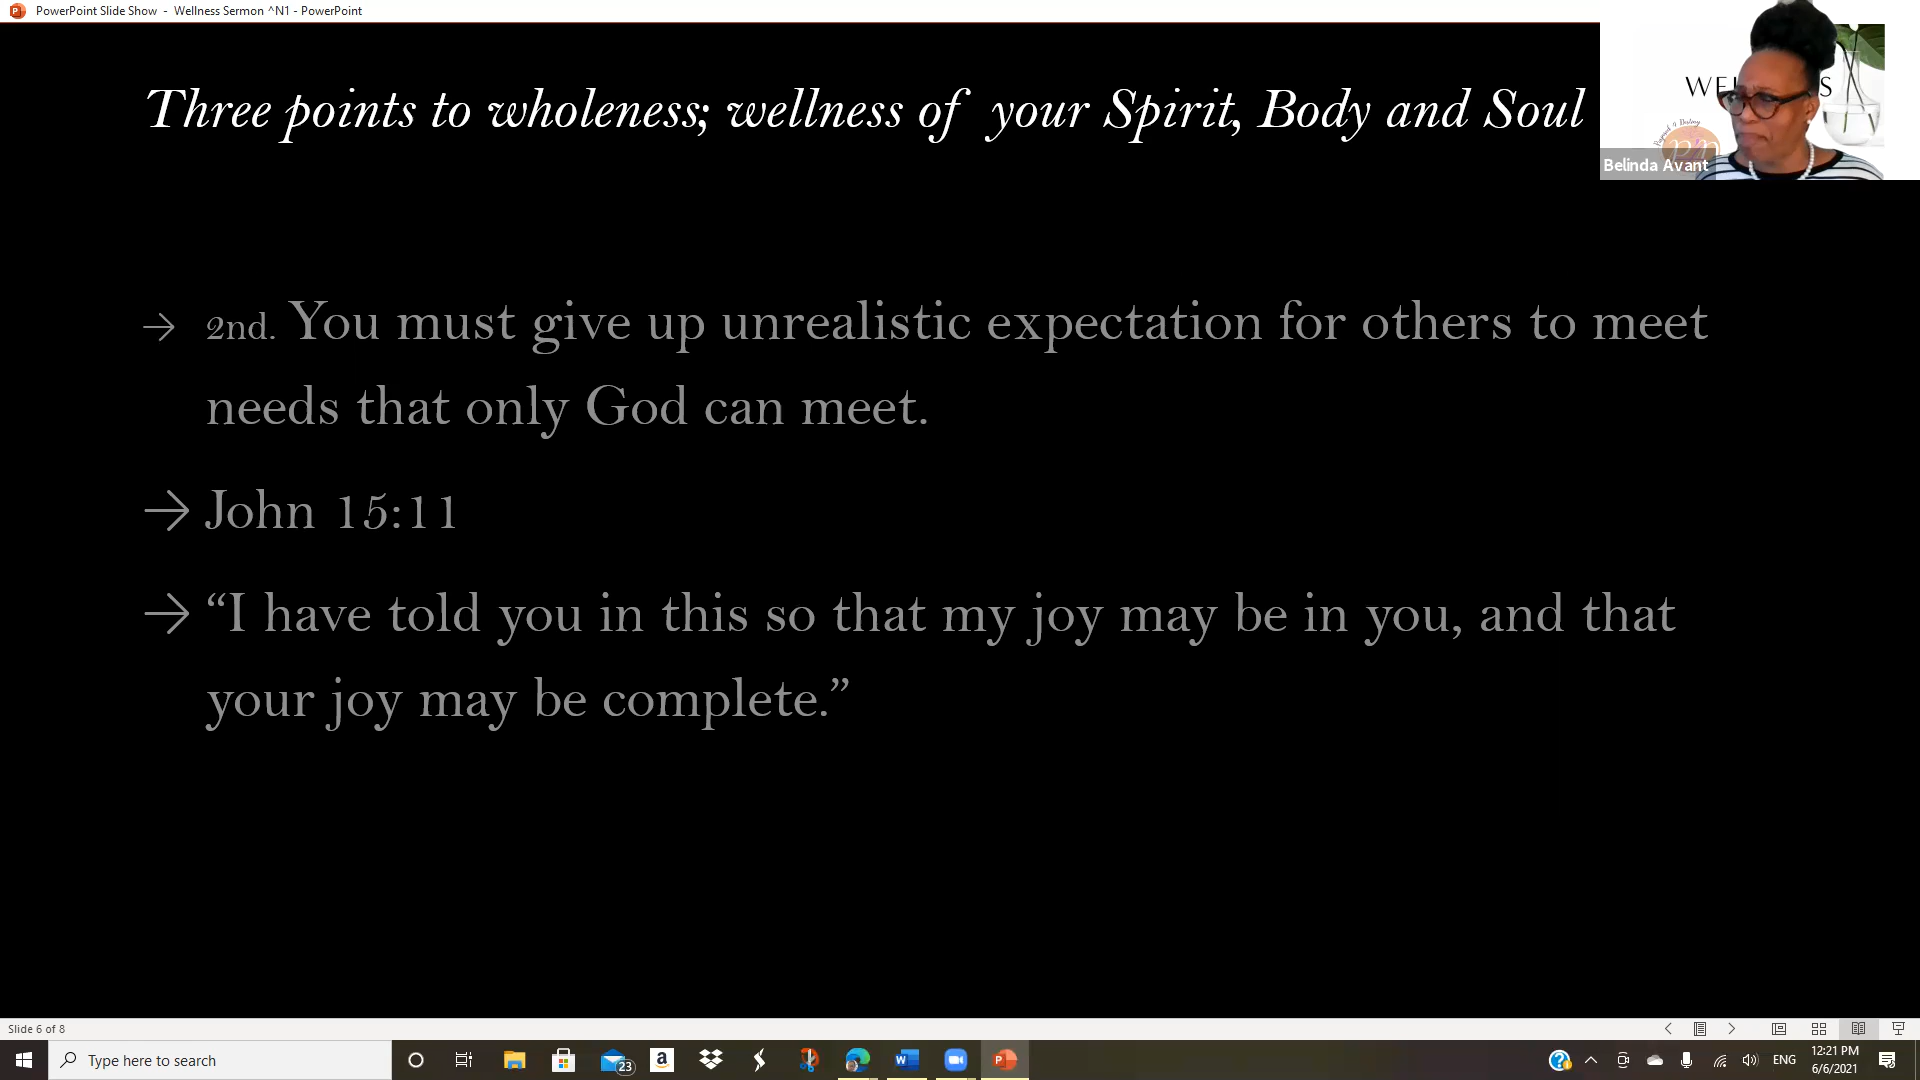 PowerPoint Slide Show - Wellness Sermon ^N1 - PowerPoint
Three points to wholeness; wellness of your Spirit, Body and Soul
Belinda Avant
2nd. You must give up unrealistic expectation for others to meet
needs that only God can meet.
John 15:11
“I have told you in this so that my joy may be in you, and that
your joy may be complete.”
Slide 6 of 8
Type here to search
23
ENG
12:21 PM
6/6/2021